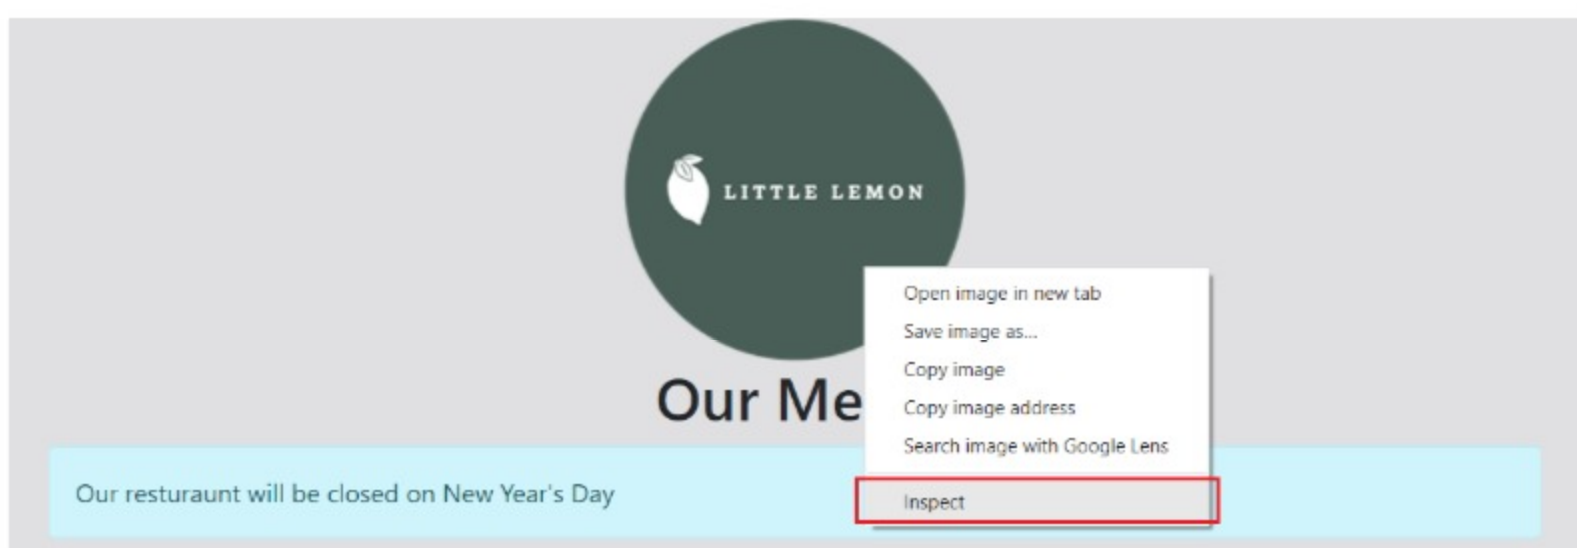 LITTLE LEMON
Open image in new tab
Save image as...
Copy image
Copy image address
Search image with Google Lens
Inspect
Our Me
Our resturaunt will be closed on New Year's Day